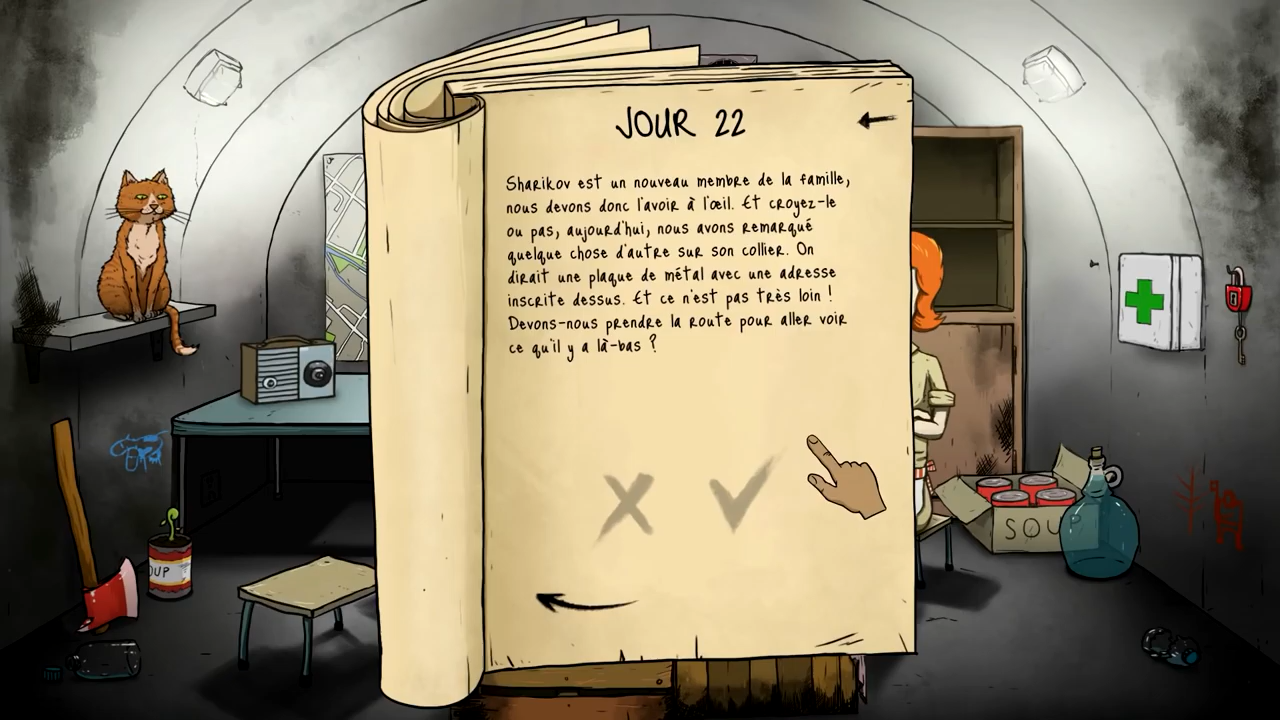 JOUR 22
Sharikov est un nouveau membre de la famille,
nous devons donc l'avoir à l'œil. Et croyez-le
ou pas, aujourd'hui, nous avons remarqué
quelque chose d'autre sur son collier. On
dirait une plaque de métal avec une adresse
inscrite dessus. Et ce n'est pas très loin !
Devons-nous prendre la route pour aller voir
ce qu'il y a là-bas ?
OUP
SOUP